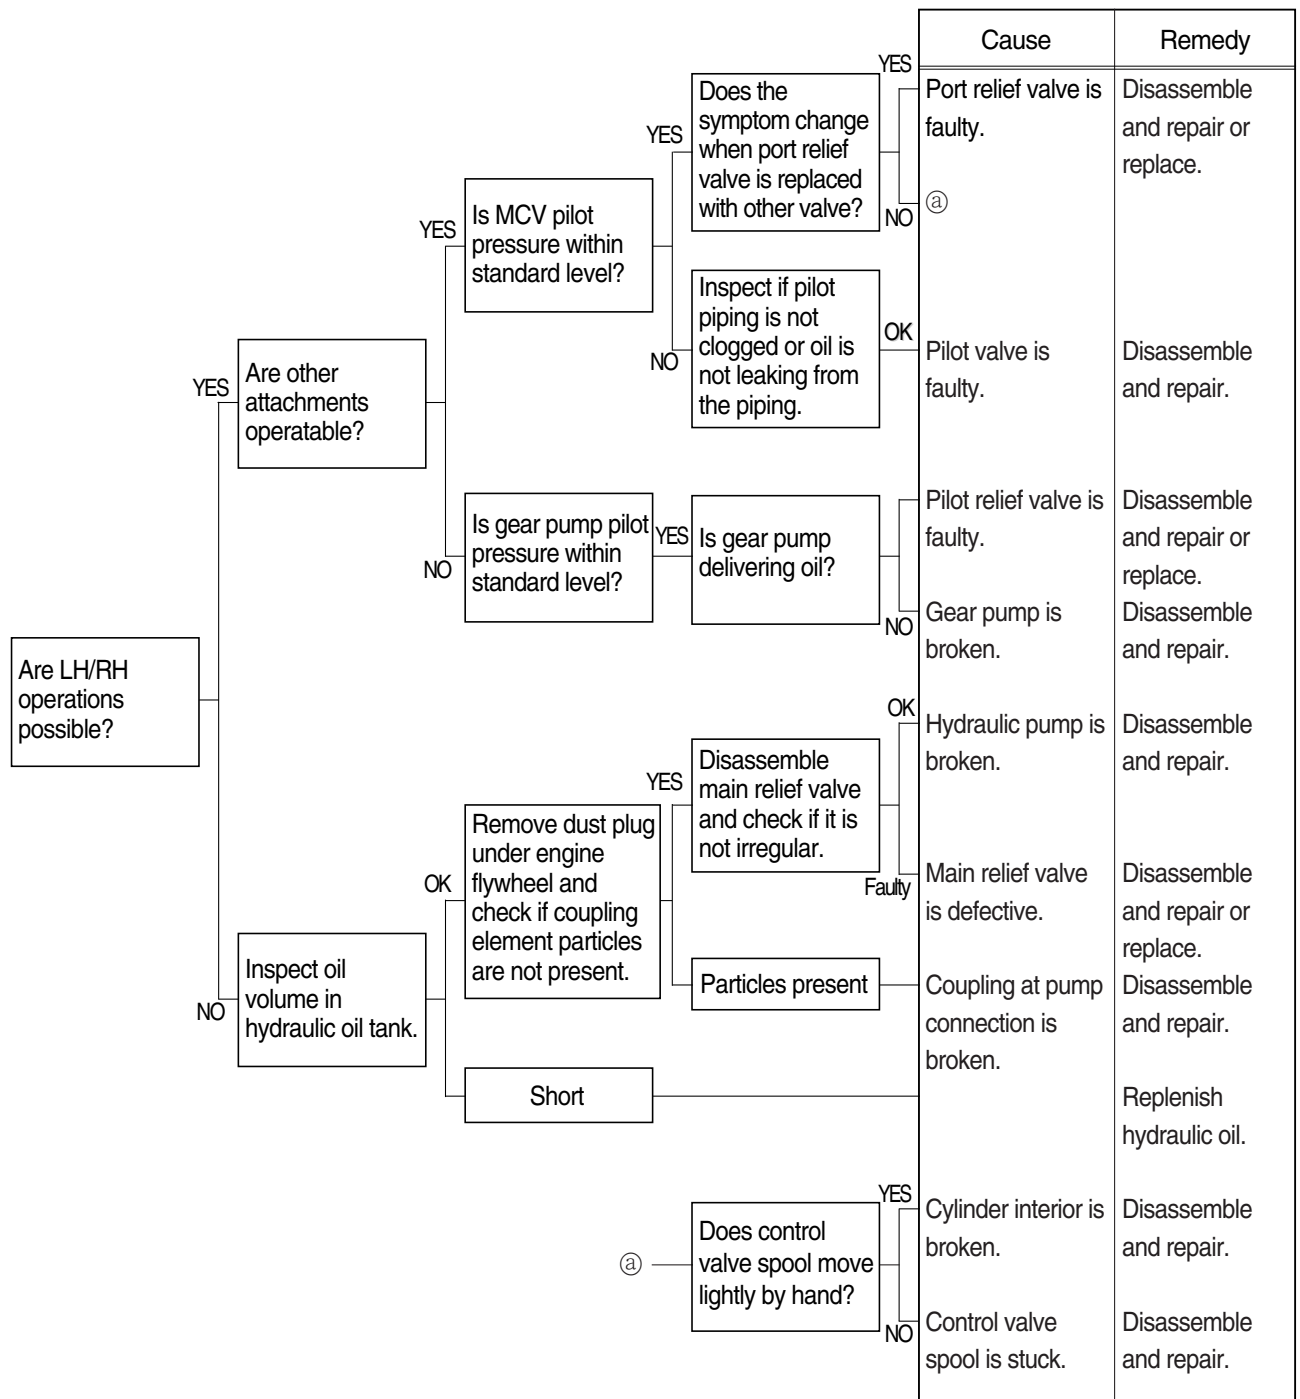 Cause
Remedy
YES
Does the
symptom change
when port relief
valve is replaced
with other valve?
YES
Port relief valve is
faulty.
Disassemble
and repair or
replace.
NO
ⓐ
YES
Is MCV pilot
pressure within
standard level?
NO
Inspect if pilot
piping is not
clogged or oil is
not leaking from
the piping.
OK
Pilot valve is
faulty.
Disassemble
and repair.
YES
Are other
attachments
operatable?
NO
Is gear pump pilot
pressure within
standard level?
YES
Is gear pump
delivering oil?
Pilot relief valve is
faulty.
Disassemble
and repair or
replace.
NO
Gear pump is
broken.
Disassemble
and repair.
Are LH/RH
operations
possible?
OK
Hydraulic pump is
broken.
Disassemble
and repair.
YES
Disassemble
main relief valve
and check if it is
not irregular.
Faulty
Main relief valve
is defective.
Disassemble
and repair or
replace.
OK
Remove dust plug
under engine
flywheel and
check if coupling
element particles
are not present.
Particles present
Coupling at pump
connection is
broken.
Disassemble
and repair.
NO
Inspect oil
volume in
hydraulic oil tank.
Short
Replenish
hydraulic oil.
ⓐ
Does control
valve spool move
lightly by hand?
YES
Cylinder interior is
broken.
Disassemble
and repair.
NO
Control valve
spool is stuck.
Disassemble
and repair.